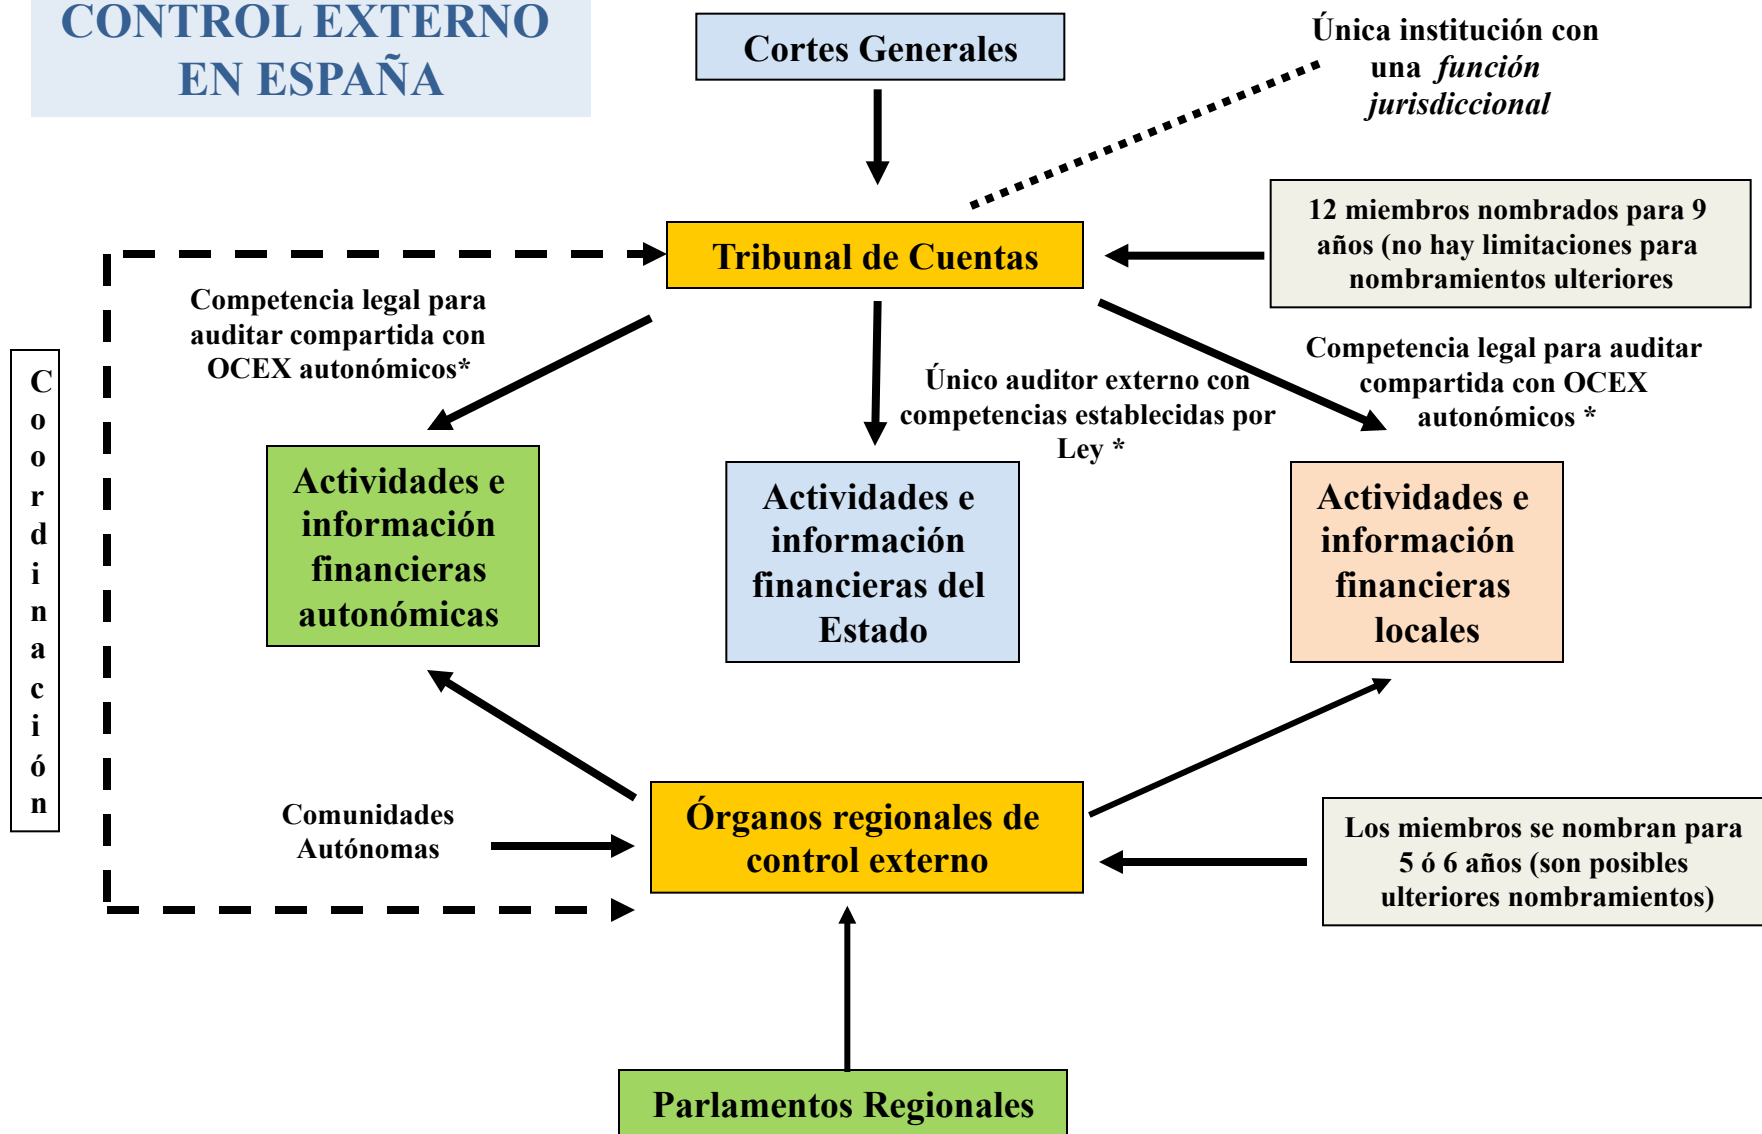 CONTROL EXTERNO
EN ESPAÑA
Cortes Generales
Única institución con
una función
jurisdiccional
12 miembros nombrados para 9
años (no hay limitaciones para
nombramientos ulteriores
Tribunal de Cuentas
Competencia legal para
auditar compartida con
OCEX autonómicos*
Único auditor externo con
competencias establecidas por
Ley *
Competencia legal para auditar
compartida con OCEX
autonómicos *
Coordinación
Actividades e
información
financieras
autonómicas
Actividades e
información
financieras del
Estado
Actividades e
información
financieras
locales
Comunidades
Autónomas
Órganos regionales de
control externo
Los miembros se nombran para
5 ó 6 años (son posibles
ulteriores nombramientos)
Parlamentos Regionales